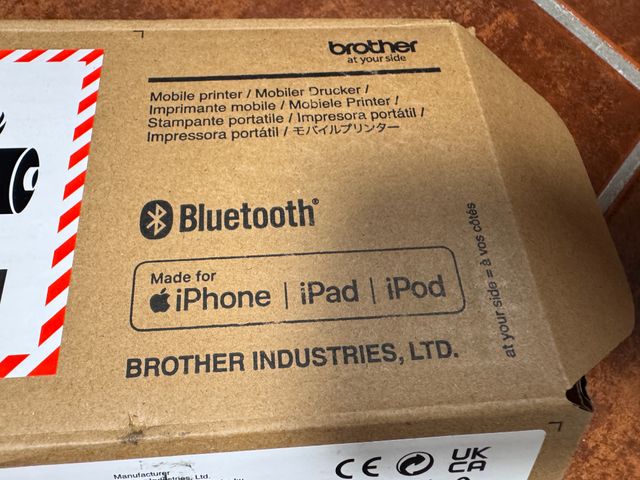 brother
at your side
Mobile printer / Mobiler Drucker /
Imprimante mobile / Mobiele Printer /
Stampante portatile / Impresora portátil /
Impressora portátil / モバイルプリンター
Bluetooth®
Made for
iPhone | iPad | iPod
at your side = à vos côtés
BROTHER INDUSTRIES, LTD.
Manufacturer
Industries, Ltd.
CE
UK
CA